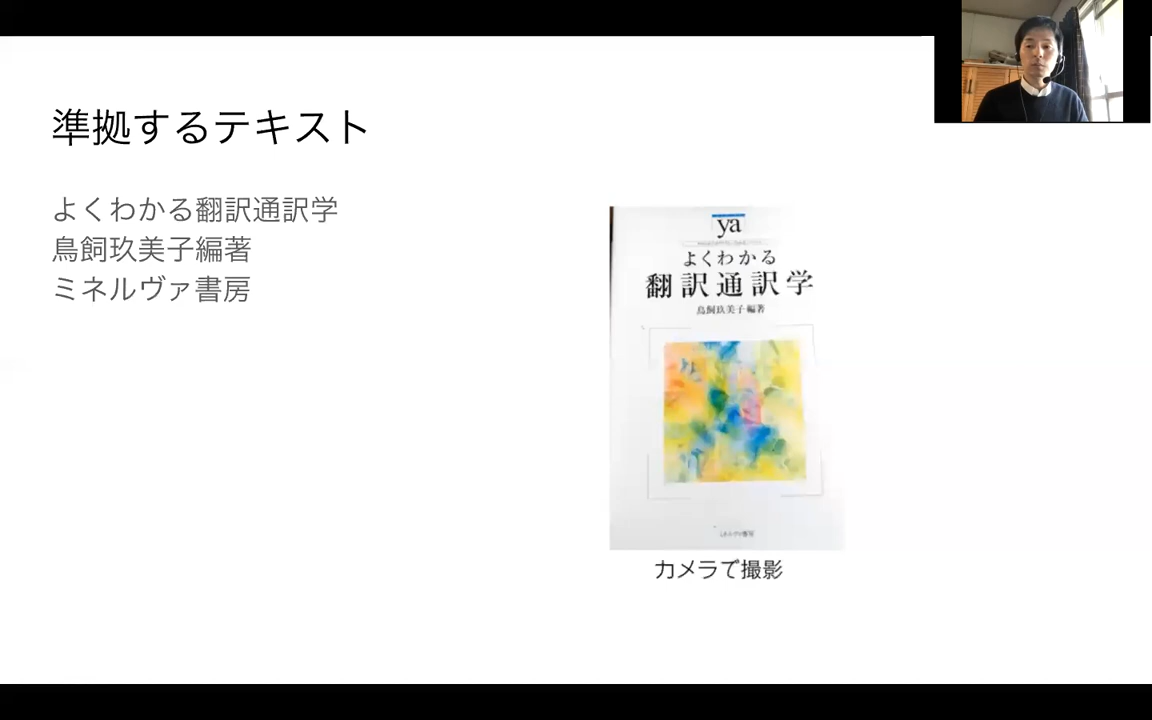 準拠するテキスト
よくわかる翻訳通訳学
鳥飼玖美子編著
ミネルヴァ書房
ya
よくわかる
翻訳通訳学
鳥飼玖美子編著
ミネルヴァ書房
カメラで撮影